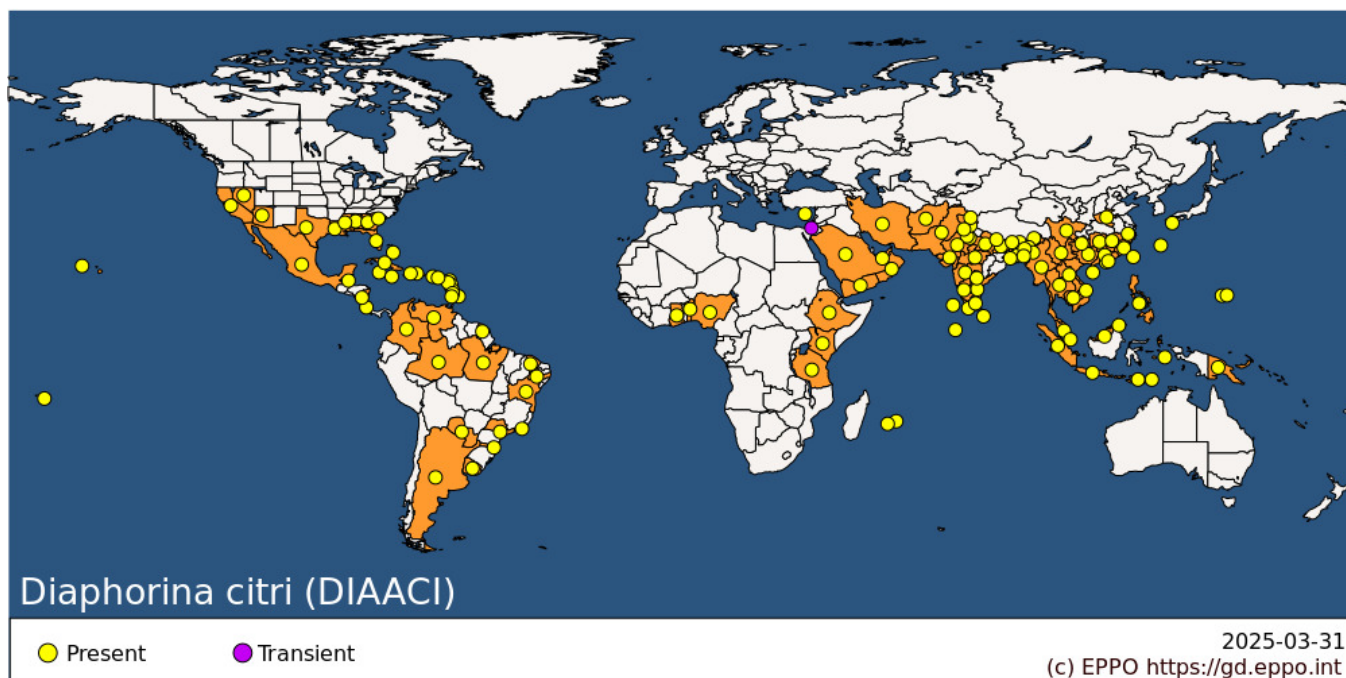 Diaphorina citri (DIAACI)
Present
Transient
2025-03-31
(c) EPPO https://gd.eppo.int